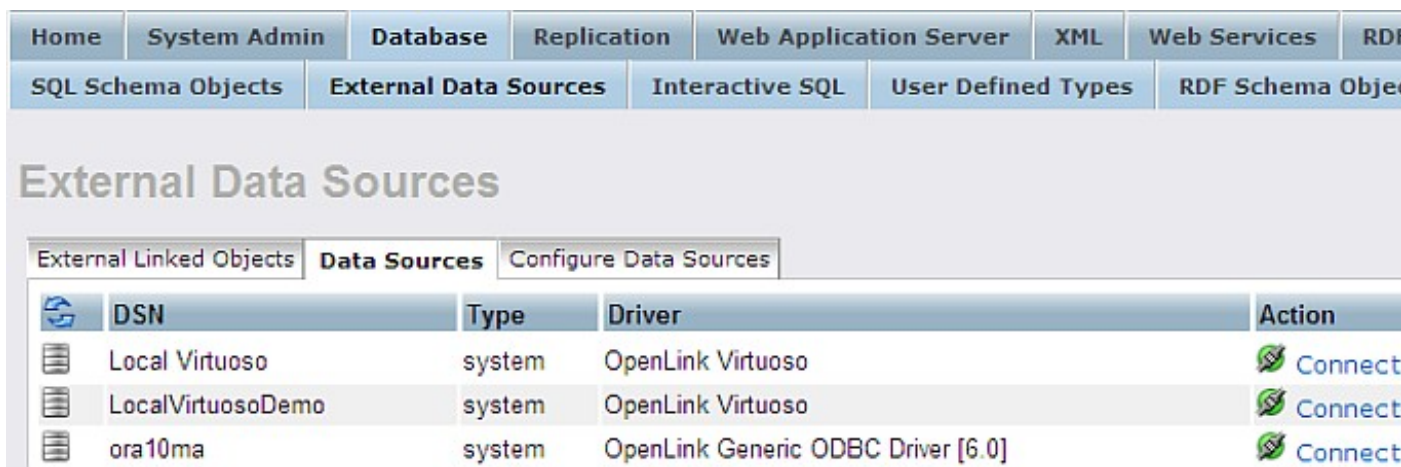 Home System Admin Database Replication Web Application Server XML Web Services RDF
SQL Schema Objects External Data Sources Interactive SQL User Defined Types RDF Schema
External Data Sources
External Linked Objects Data Sources Configure Data Sources
DSN Type Driver Action
Local Virtuoso system OpenLink Virtuoso Connect
LocalVirtuosoDemo system OpenLink Virtuoso Connect
ora10ma system OpenLink Generic ODBC Driver [6.0] Connect